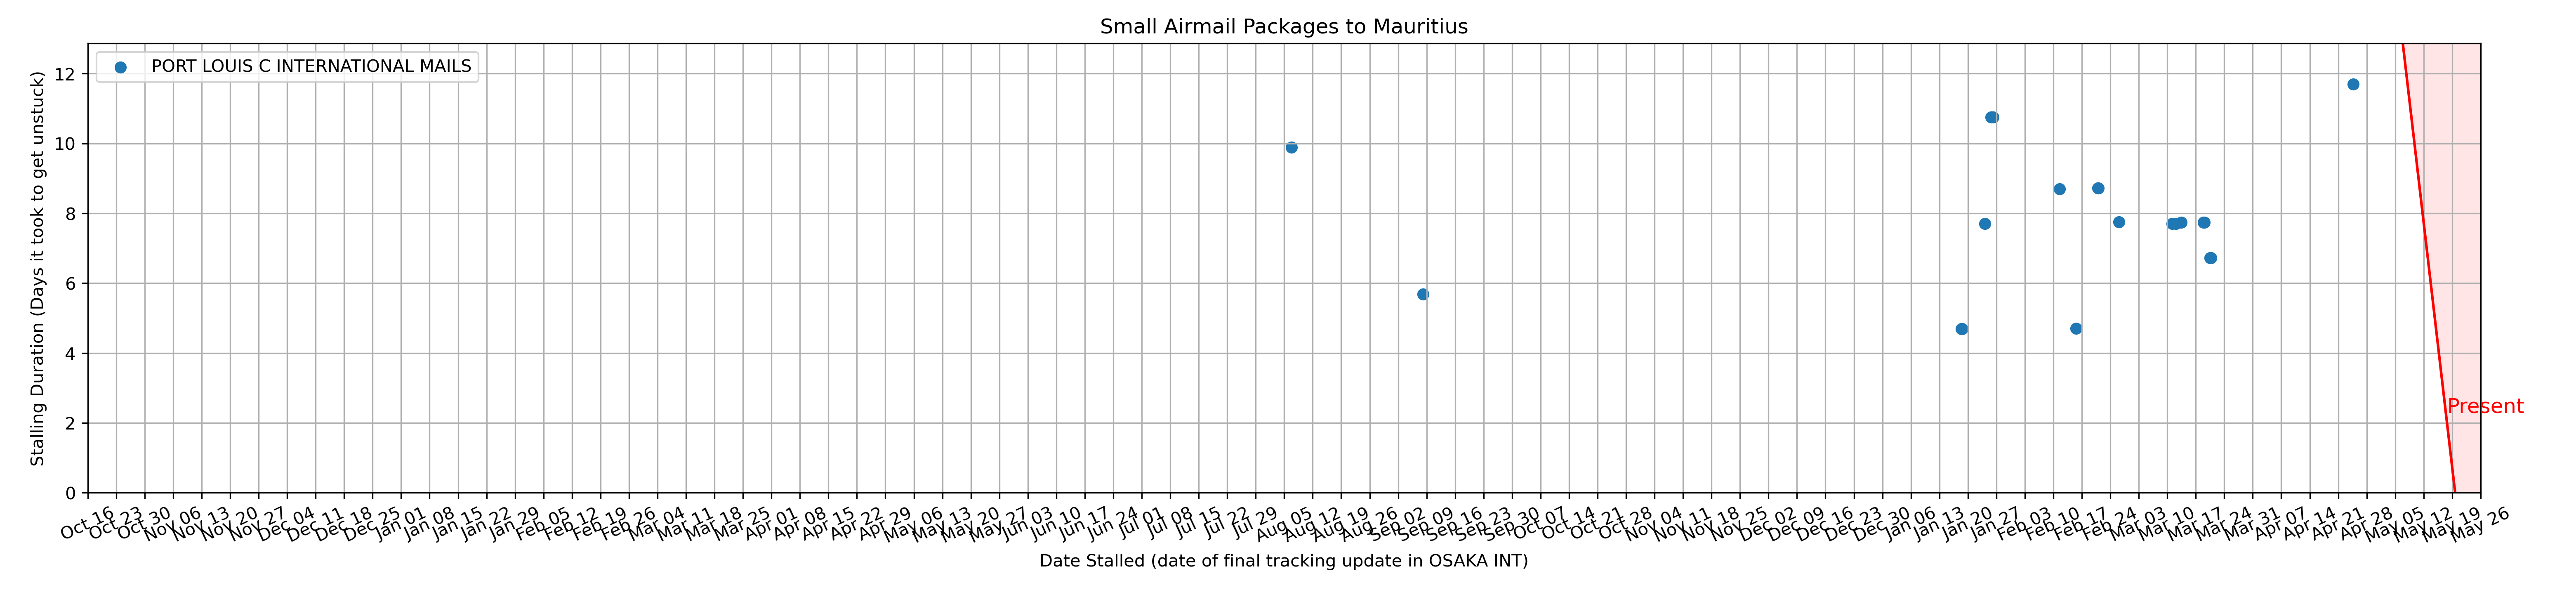 Small Airmail Packages to Mauritius
PORT LOUIS C INTERNATIONAL MAILS
Stalling Duration (Days it took to get unstuck)
12
10
8
6
4
2
0
Present
Oct 16 Oct 23 Oct 30 Nov 06 Nov 13 Nov 20 Nov 27 Dec 04 Dec 11 Dec 18 Dec 25 Jan 01 Jan 08 Jan 15 Jan 22 Jan 29 Feb 05 Feb 12 Feb 19 Feb 26 Mar 04 Mar 11 Mar 18 Mar 25 Apr 01 Apr 08 Apr 15 Apr 22 Apr 29 May 06 May 13 May 20 May 27 Jun 03 Jun 10 Jun 17 Jun 24 Jul 01 Jul 08 Jul 15 Jul 22 Jul 29 Aug 05 Aug 12 Aug 19 Aug 26 Sep 02 Sep 09 Sep 16 Sep 23 Sep 30 Oct 07 Oct 14 Oct 21 Oct 28 Nov 04 Nov 11 Nov 18 Nov 25 Dec 02 Dec 09 Dec 16 Dec 23 Dec 30 Jan 06 Jan 13 Jan 20 Jan 27 Feb 03 Feb 10 Feb 17 Feb 24 Mar 03 Mar 10 Mar 17 Mar 24 Mar 31 Apr 07 Apr 14 Apr 21 Apr 28 May 05 May 12 May 19 May 26
Date Stalled (date of final tracking update in OSAKA INT)